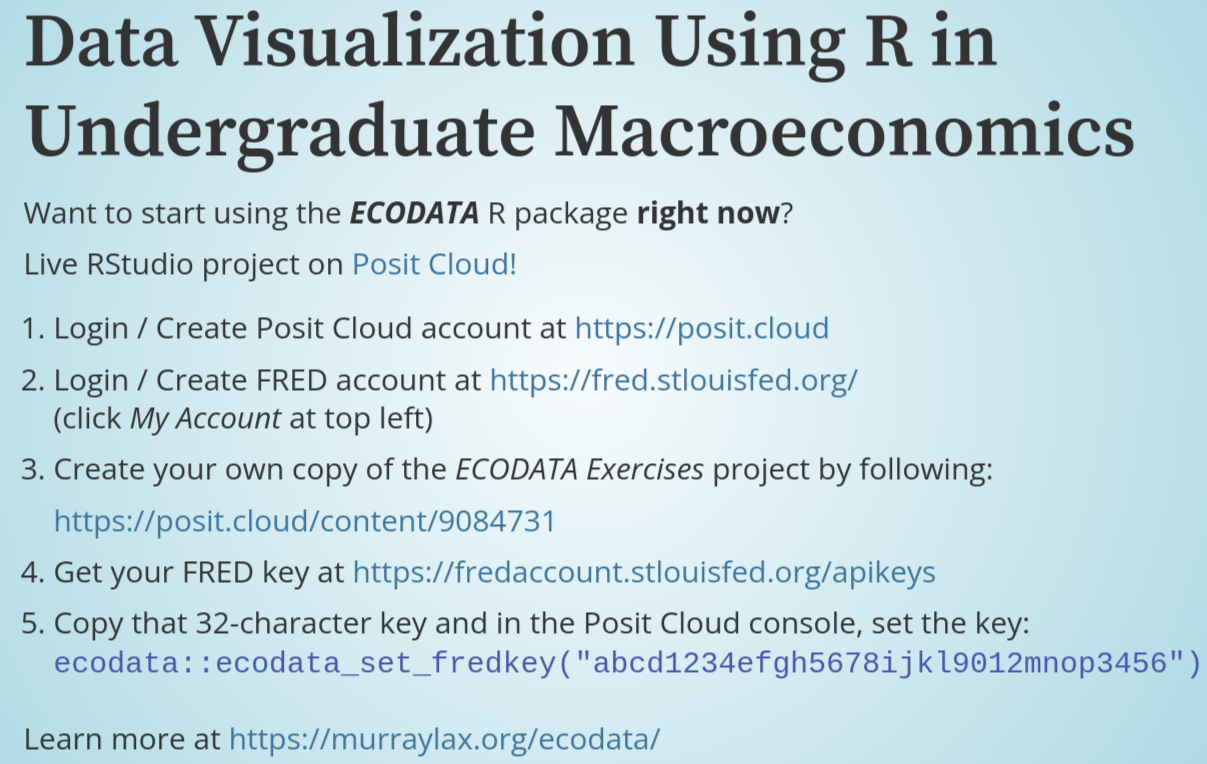 Data Visualization Using R in
Undergraduate Macroeconomics
Want to start using the ECODATA R package right now?
Live RStudio project on Posit Cloud!
1. Login / Create Posit Cloud account at https://posit.cloud
2. Login / Create FRED account at https://fred.stlouisfed.org/
(click My Account at top left)
3. Create your own copy of the ECODATA Exercises project by following:
https://posit.cloud/content/9084731
4. Get your FRED key at https://fredaccount.stlouisfed.org/apikeys
5. Copy that 32-character key and in the Posit Cloud console, set the key:
ecodata::ecodata_set_fredkey("abcd1234efgh5678ijkl9012mnop3456")
Learn more at https://murraylax.org/ecodata/